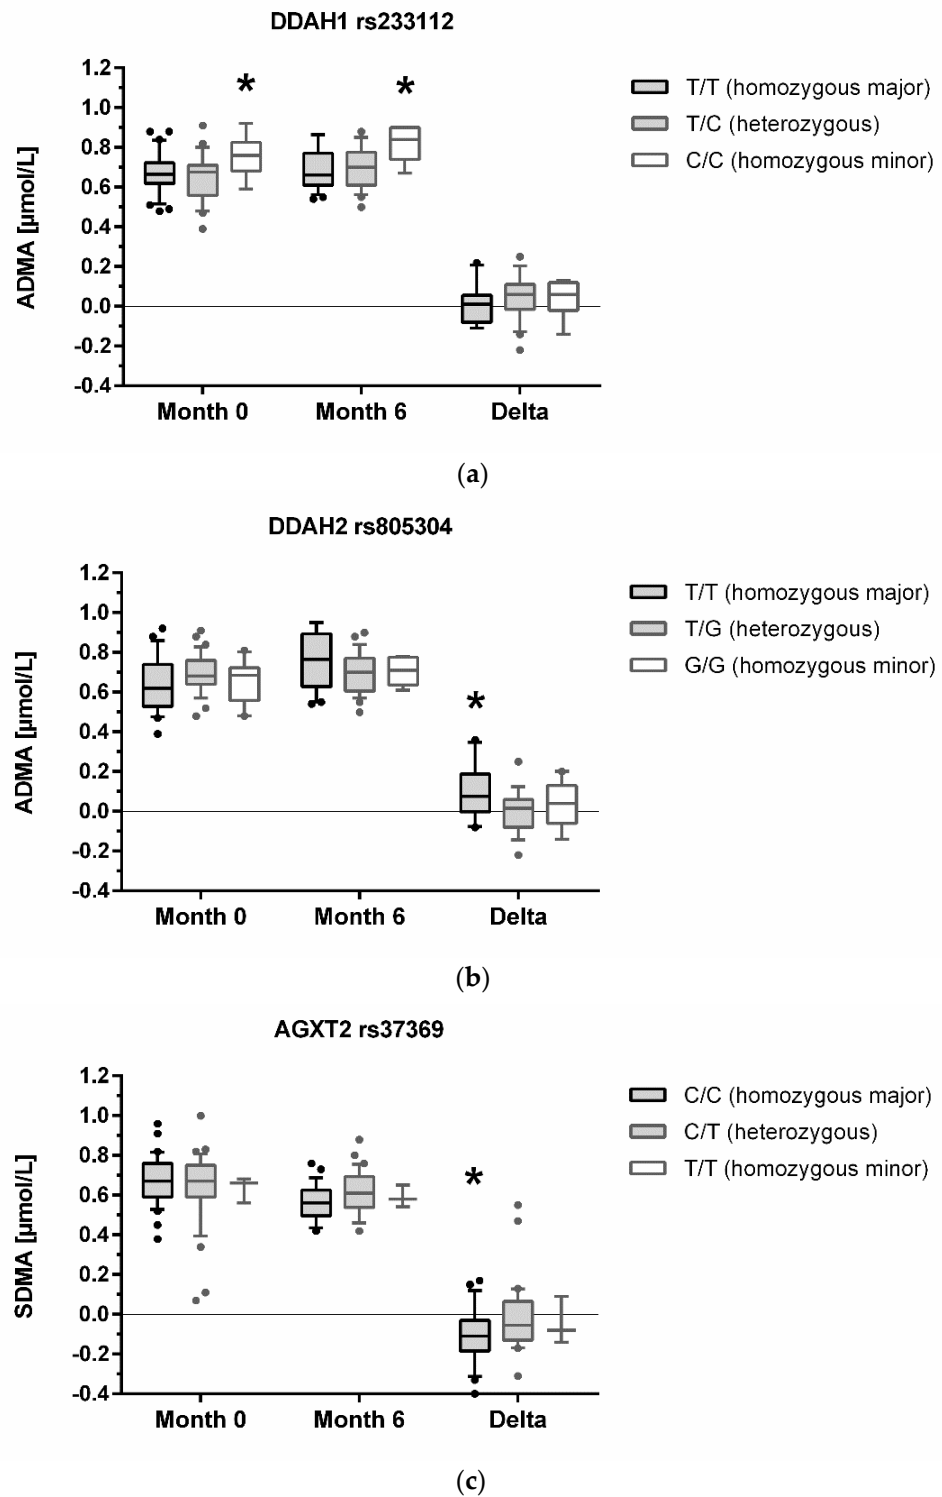 DDAH1 rs233112
ADMA [µmol/L]
1.2
1.0
0.8
0.6
0.4
0.2
0.0
-0.2
-0.4
*
*
Month 0
Month 6
Delta
T/T (homozygous major)
T/C (heterozygous)
C/C (homozygous minor)
(a)
DDAH2 rs805304
ADMA [µmol/L]
1.2
1.0
0.8
0.6
0.4
0.2
0.0
-0.2
-0.4
*
Month 0
Month 6
Delta
T/T (homozygous major)
T/G (heterozygous)
G/G (homozygous minor)
(b)
AGXT2 rs37369
SDMA [µmol/L]
1.2
1.0
0.8
0.6
0.4
0.2
0.0
-0.2
-0.4
*
Month 0
Month 6
Delta
C/C (homozygous major)
C/T (heterozygous)
T/T (homozygous minor)
(c)